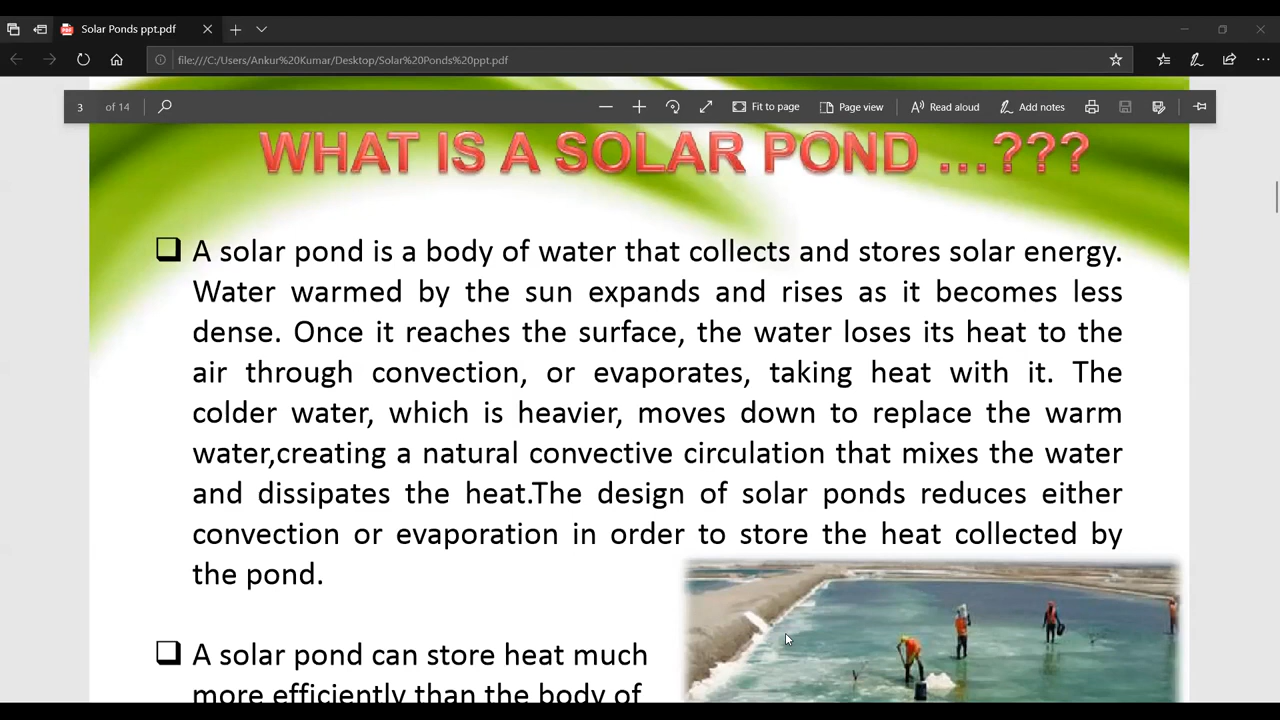 Solar Ponds ppt.pdf
file:///C:/Users/Ankur%20Kumar/Desktop/Solar%20Ponds%20ppt.pdf
3 of 14 Fit to page Page view Read aloud Add notes
WHAT IS A SOLAR POND ...???
A solar pond is a body of water that collects and stores solar energy.
Water warmed by the sun expands and rises as it becomes less
dense. Once it reaches the surface, the water loses its heat to the
air through convection, or evaporates, taking heat with it. The
colder water, which is heavier, moves down to replace the warm
water,creating a natural convective circulation that mixes the water
and dissipates the heat.The design of solar ponds reduces either
convection or evaporation in order to store the heat collected by
the pond.
A solar pond can store heat much
more efficiently than the body of